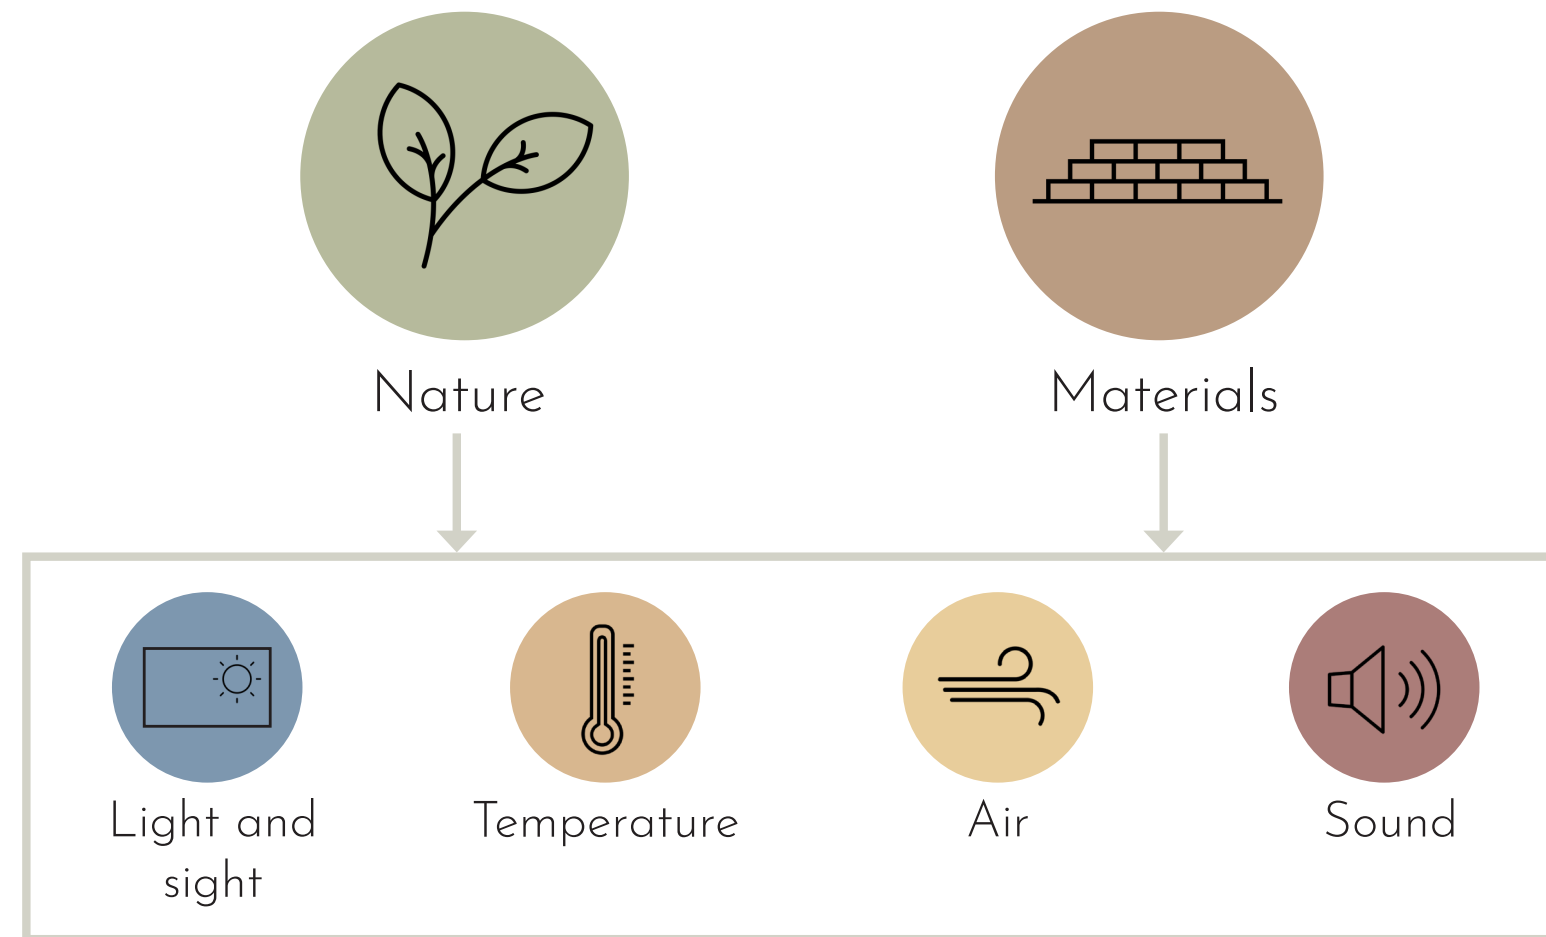 Nature
Materials
Light and
sight
Temperature
Air
Sound